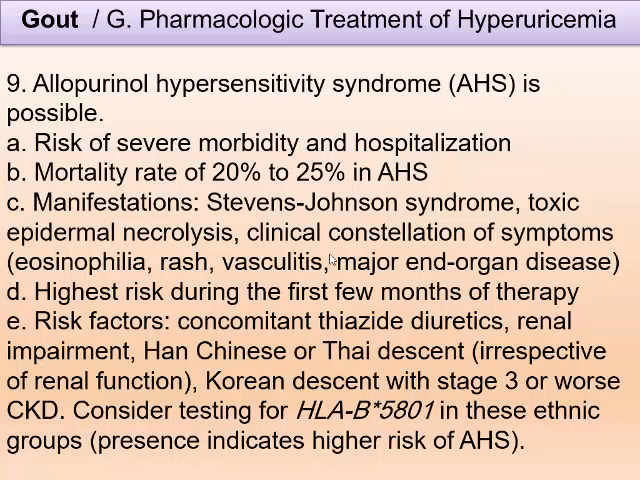 Gout / G. Pharmacologic Treatment of Hyperuricemia
9. Allopurinol hypersensitivity syndrome (AHS) is
possible.
a. Risk of severe morbidity and hospitalization
b. Mortality rate of 20% to 25% in AHS
c. Manifestations: Stevens-Johnson syndrome, toxic
epidermal necrolysis, clinical constellation of symptoms
(eosinophilia, rash, vasculitis, major end-organ disease)
d. Highest risk during the first few months of therapy
e. Risk factors: concomitant thiazide diuretics, renal
impairment, Han Chinese or Thai descent (irrespective
of renal function), Korean descent with stage 3 or worse
CKD. Consider testing for HLA-B*5801 in these ethnic
groups (presence indicates higher risk of AHS).